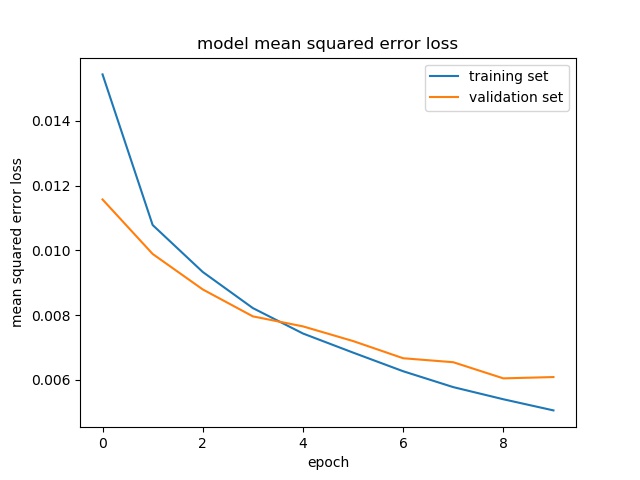 model mean squared error loss
training set
validation set
mean squared error loss
0.014
0.012
0.010
0.008
0.006
0 2 4 6 8
epoch